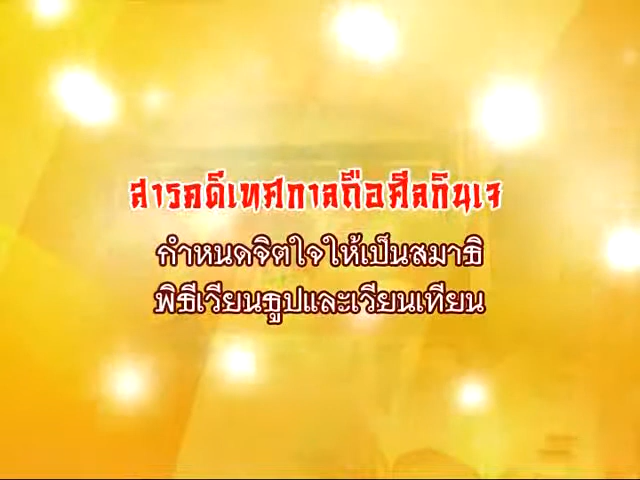 สารคดีเทศกาลถือศีลกินเจ
กำหนดจิตใจให้เป็นสมาธิ
พิธีเวียนธูปและเวียนเทียน